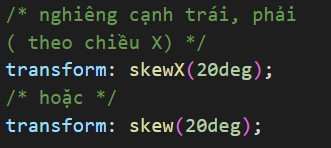 /* nghiêng cạnh trái, phải
( theo chiều X) */
transform: skewX(20deg);
/* hoặc */
transform: skew(20deg);